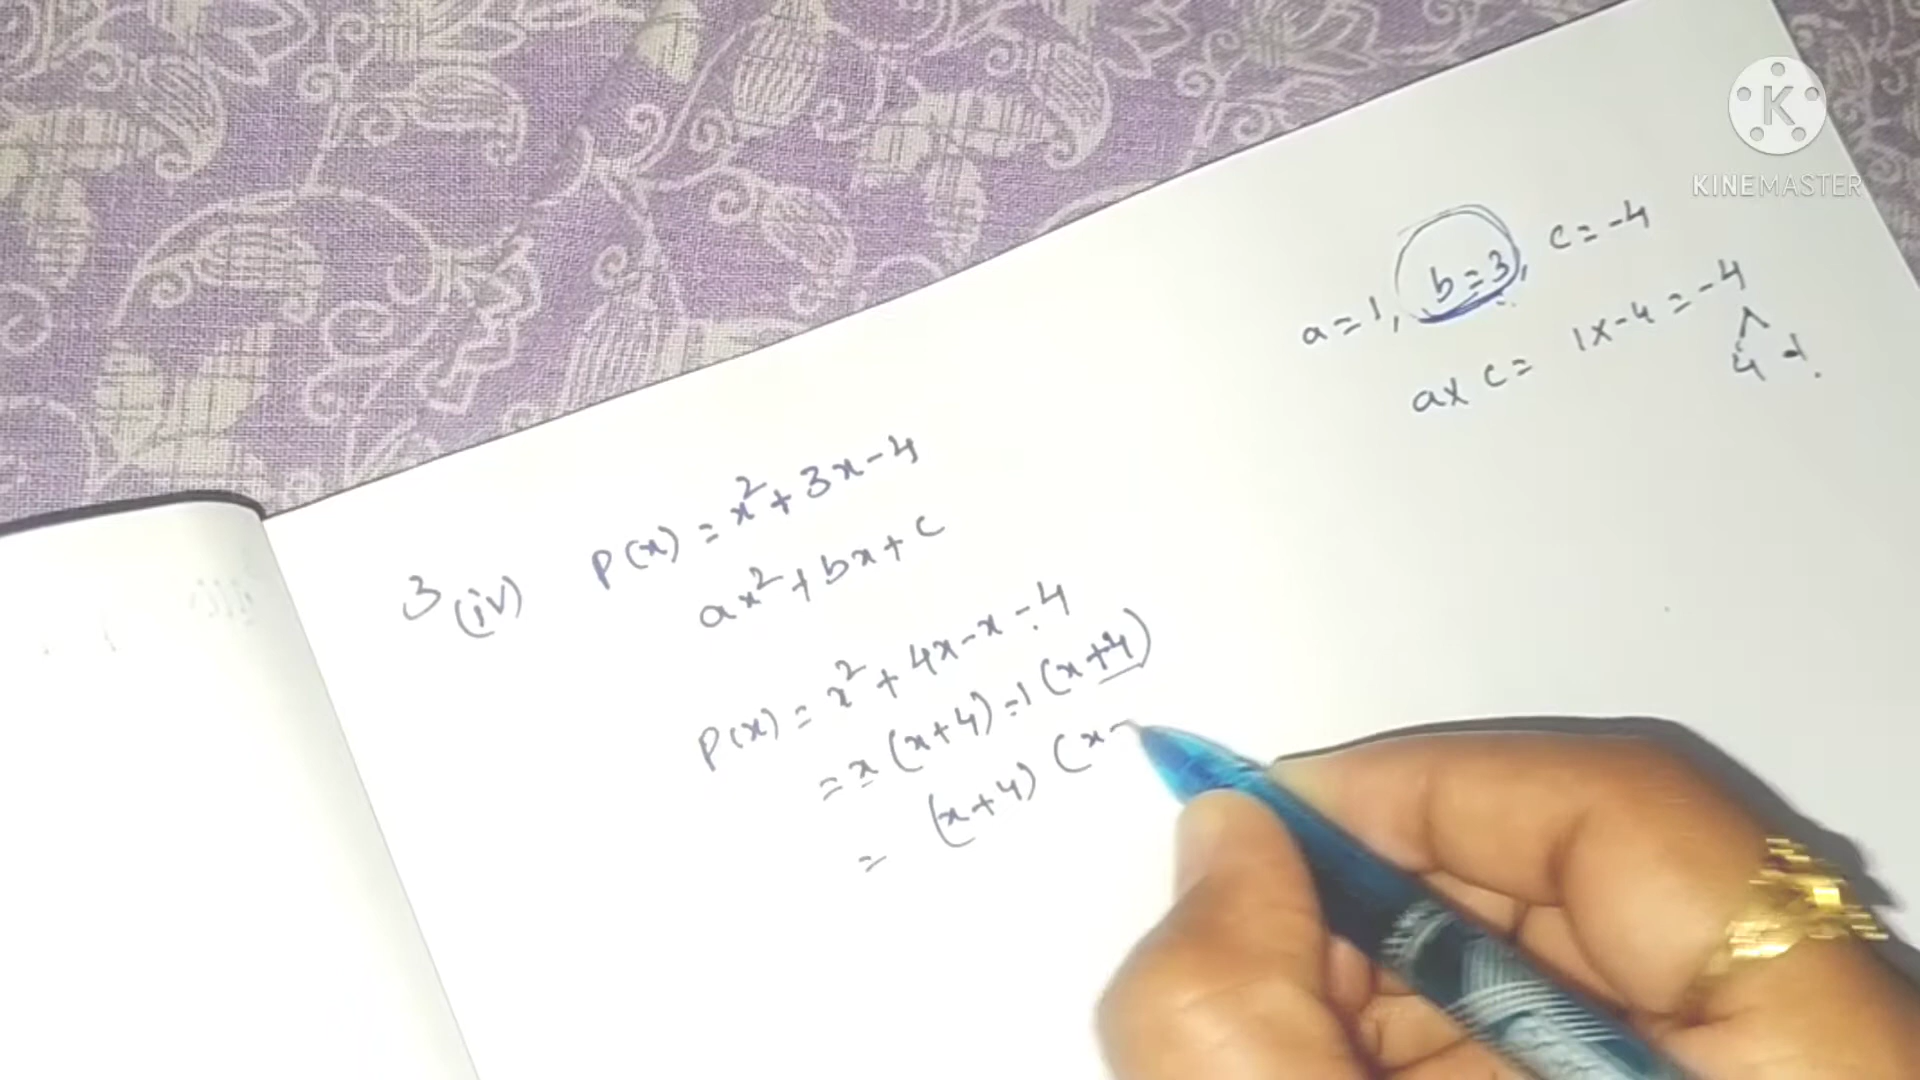 KINEMASTER
a=1, b=3, c=-4
a× c= 1×-4=-4
4 -1
3 (iv) P(x) = x²+3x-4
ax²+bx+c
P(x) = x²+4x-x-4
= x(x+4)-1(x+4)
= (x+4)(x-